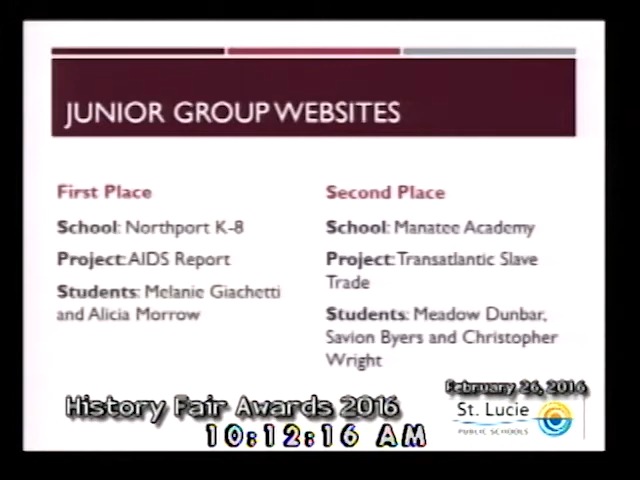 JUNIOR GROUP WEBSITES
First Place
School: Northport K-8
Project: AIDS Report
Students: Melanie Giachetti
and Alicia Morrow
Second Place
School: Manatee Academy
Project: Transatlantic Slave
Trade
Students: Meadow Dunbar,
Savion Byers and Christopher
Wright
February 26, 2016
History Fair Awards 2016
St. Lucie
PUBLIC SCHOOLS
10:12:16 AM